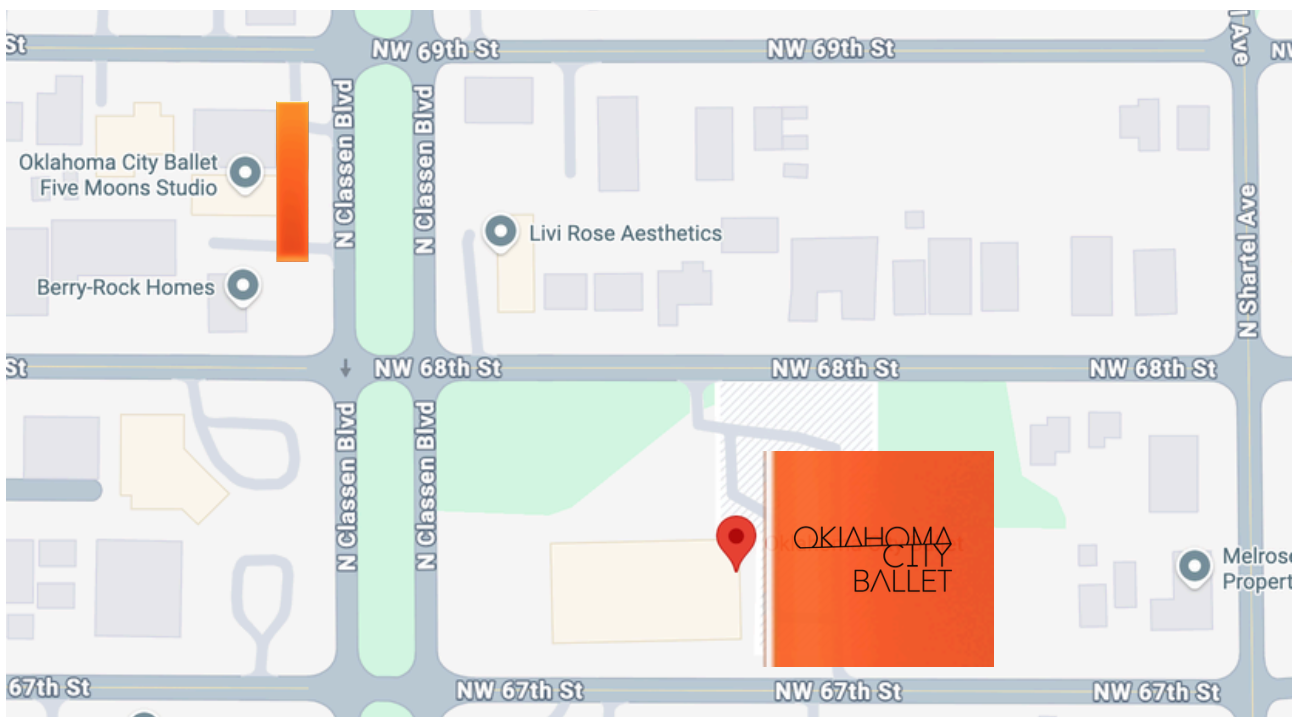 St
NW 69th St
NW 69th St
Ave
N Classen Blvd
N Classen Blvd
Oklahoma City Ballet
Five Moons Studio
Livi Rose Aesthetics
Berry-Rock Homes
N Shartel Ave
St
NW 68th St
NW 68th St
NW 68th St
N Classen Blvd
N Classen Blvd
OKlAHOMA
CITY
BALLET
Melrose
Propert
67th St
NW 67th St
NW 67th St
NW 67th St